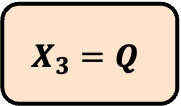 X₃ = Q